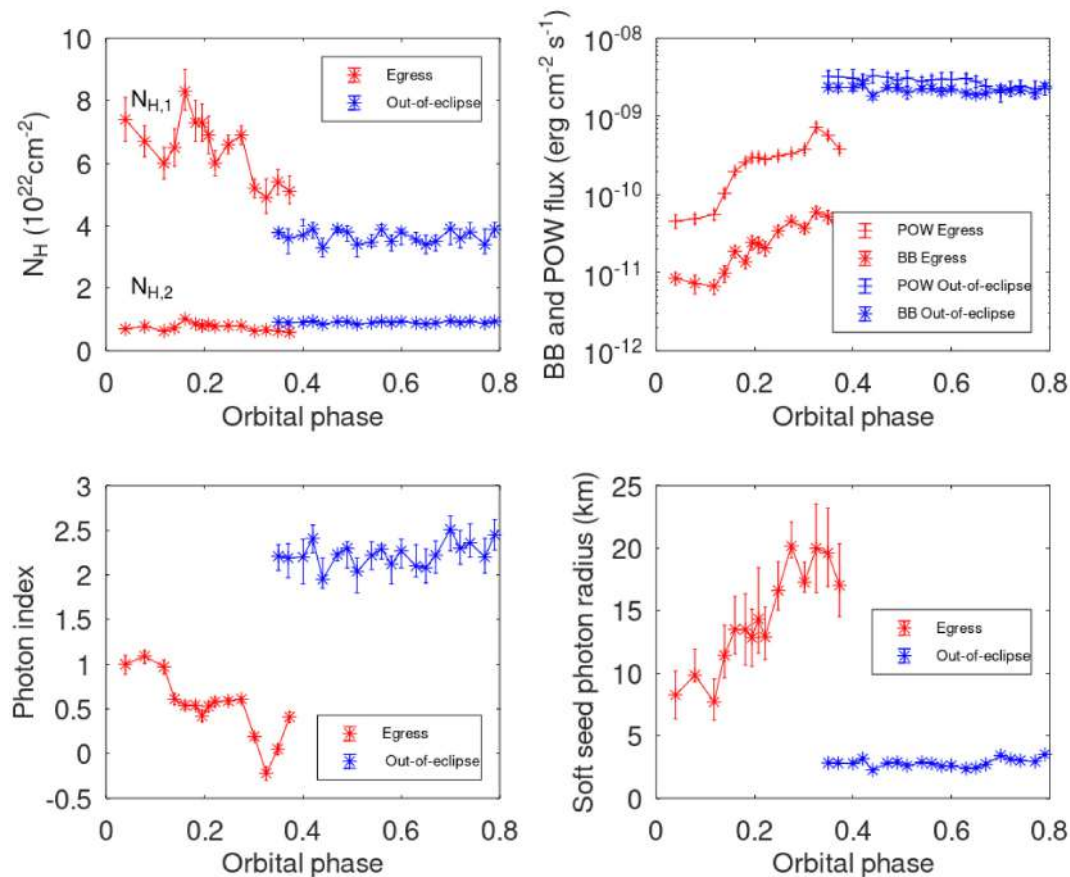 10
8
6
4
2
0
N_H (10^22 cm^-2)
N_H,1
N_H,2
Egress
Out-of-eclipse
0 0.2 0.4 0.6 0.8
Orbital phase
10^-08
10^-09
10^-10
10^-11
10^-12
BB and POW flux (erg cm^-2 s^-1)
POW Egress
BB Egress
POW Out-of-eclipse
BB Out-of-eclipse
0 0.2 0.4 0.6 0.8
Orbital phase
3
2.5
2
1.5
1
0.5
0
-0.5
Photon index
Egress
Out-of-eclipse
0 0.2 0.4 0.6 0.8
Orbital phase
25
20
15
10
5
0
Soft seed photon radius (km)
Egress
Out-of-eclipse
0 0.2 0.4 0.6 0.8
Orbital phase